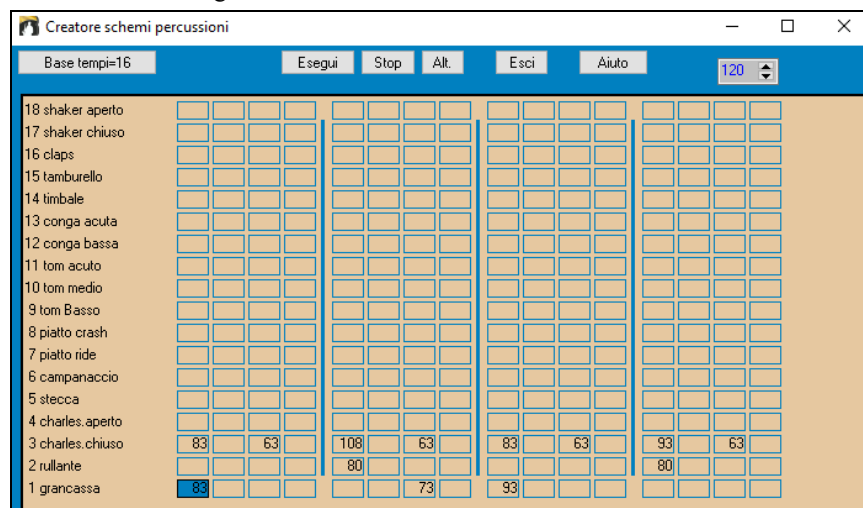 Creatore schemi percussioni
Base tempi=16 Esegui Stop Alt. Esci Aiuto 120
18 shaker aperto
17 shaker chiuso
16 claps
15 tamburello
14 timbale
13 conga acuta
12 conga bassa
11 tom acuto
10 tom medio
9 tom Basso
8 piatto crash
7 piatto ride
6 campanaccio
5 stecca
4 charles.aperto
3 charles.chiuso 83 63 108 63 83 63 93 63
2 rullante 80 80
1 grancassa 83 73 93